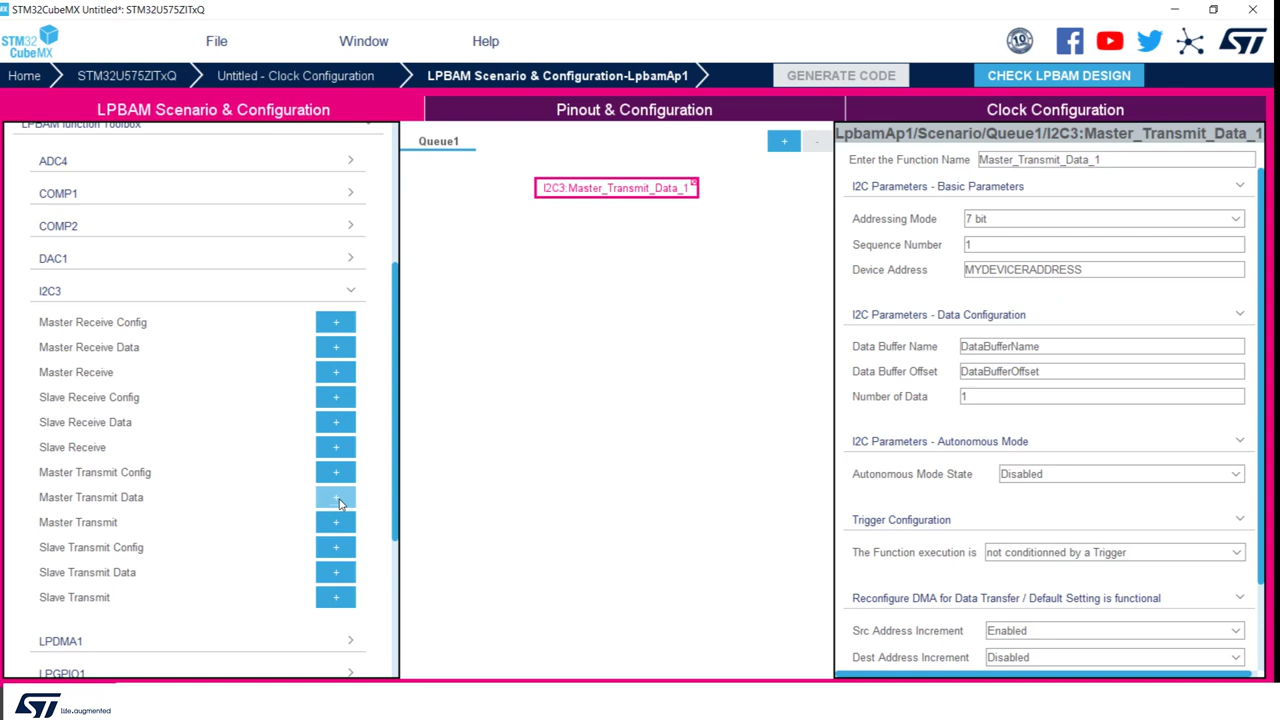 STM32CubeMX Untitled*: STM32U575ZITxQ
STM32
CubeMX
File
Window
Help
10
Home
STM32U575ZITxQ
Untitled - Clock Configuration
LPBAM Scenario & Configuration-LpbamAp1
GENERATE CODE
CHECK LPBAM DESIGN
LPBAM Scenario & Configuration
Pinout & Configuration
Clock Configuration
LPBAM function Toolbox
ADC4
COMP1
COMP2
DAC1
I2C3
Master Receive Config
+
Master Receive Data
+
Master Receive
+
Slave Receive Config
+
Slave Receive Data
+
Slave Receive
+
Master Transmit Config
+
Master Transmit Data
+
Master Transmit
+
Slave Transmit Config
+
Slave Transmit Data
+
Slave Transmit
+
LPDMA1
LPGPIO1
Queue1
+
-
I2C3:Master_Transmit_Data_1
LpbamAp1/Scenario/Queue1/I2C3:Master_Transmit_Data_1
Enter the Function Name Master_Transmit_Data_1
I2C Parameters - Basic Parameters
Addressing Mode 7 bit
Sequence Number 1
Device Address MYDEVICERADDRESS
I2C Parameters - Data Configuration
Data Buffer Name DataBufferName
Data Buffer Offset DataBufferOffset
Number of Data 1
I2C Parameters - Autonomous Mode
Autonomous Mode State Disabled
Trigger Configuration
The Function execution is not conditionned by a Trigger
Reconfigure DMA for Data Transfer / Default Setting is functional
Src Address Increment Enabled
Dest Address Increment Disabled
ST
life.augmented